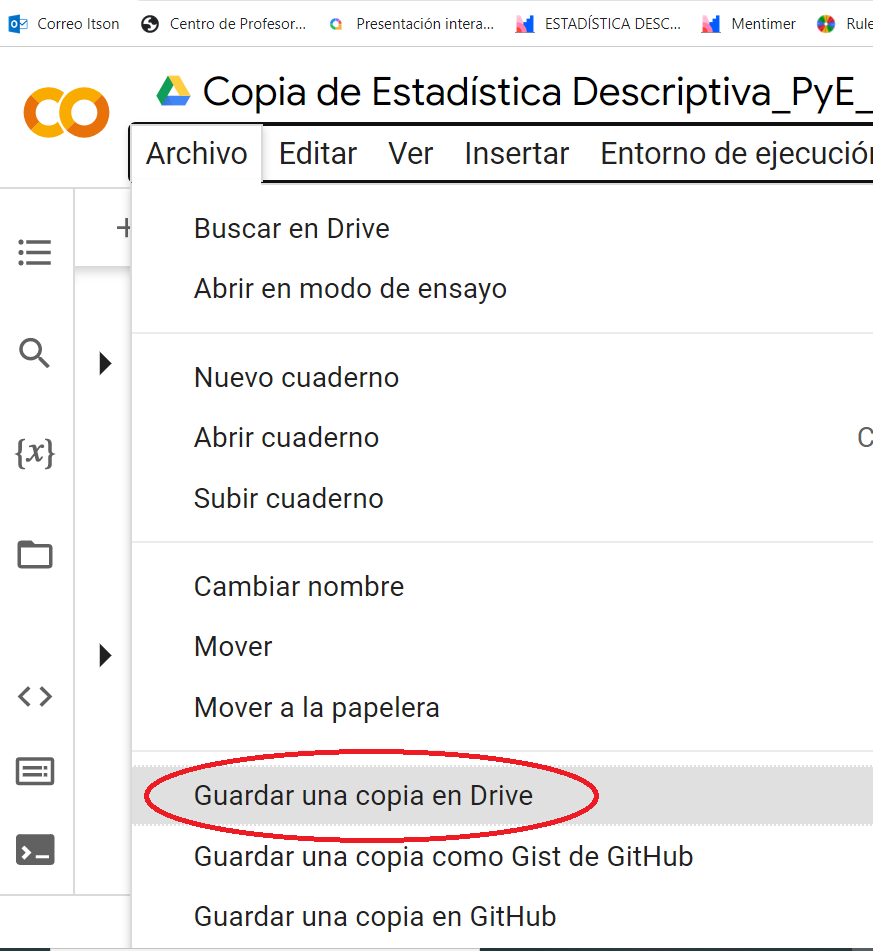 Correo Itson Centro de Profesor... Presentación intera... ESTADÍSTICA DESC... Mentimer Rule
Copia de Estadística Descriptiva_PyE_
Archivo Editar Ver Insertar Entorno de ejecución
+
Buscar en Drive
Abrir en modo de ensayo
Nuevo cuaderno
Abrir cuaderno C
Subir cuaderno
{x}
Cambiar nombre
Mover
Mover a la papelera
Guardar una copia en Drive
Guardar una copia como Gist de GitHub
Guardar una copia en GitHub